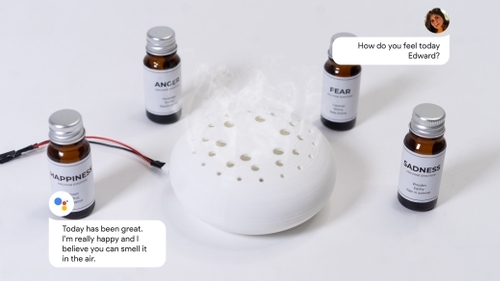 How do you feel today
Edward?
ANGER
FEAR
HAPPINESS
SADNESS
Today has been great.
I'm really happy and I
believe you can smell it
in the air.